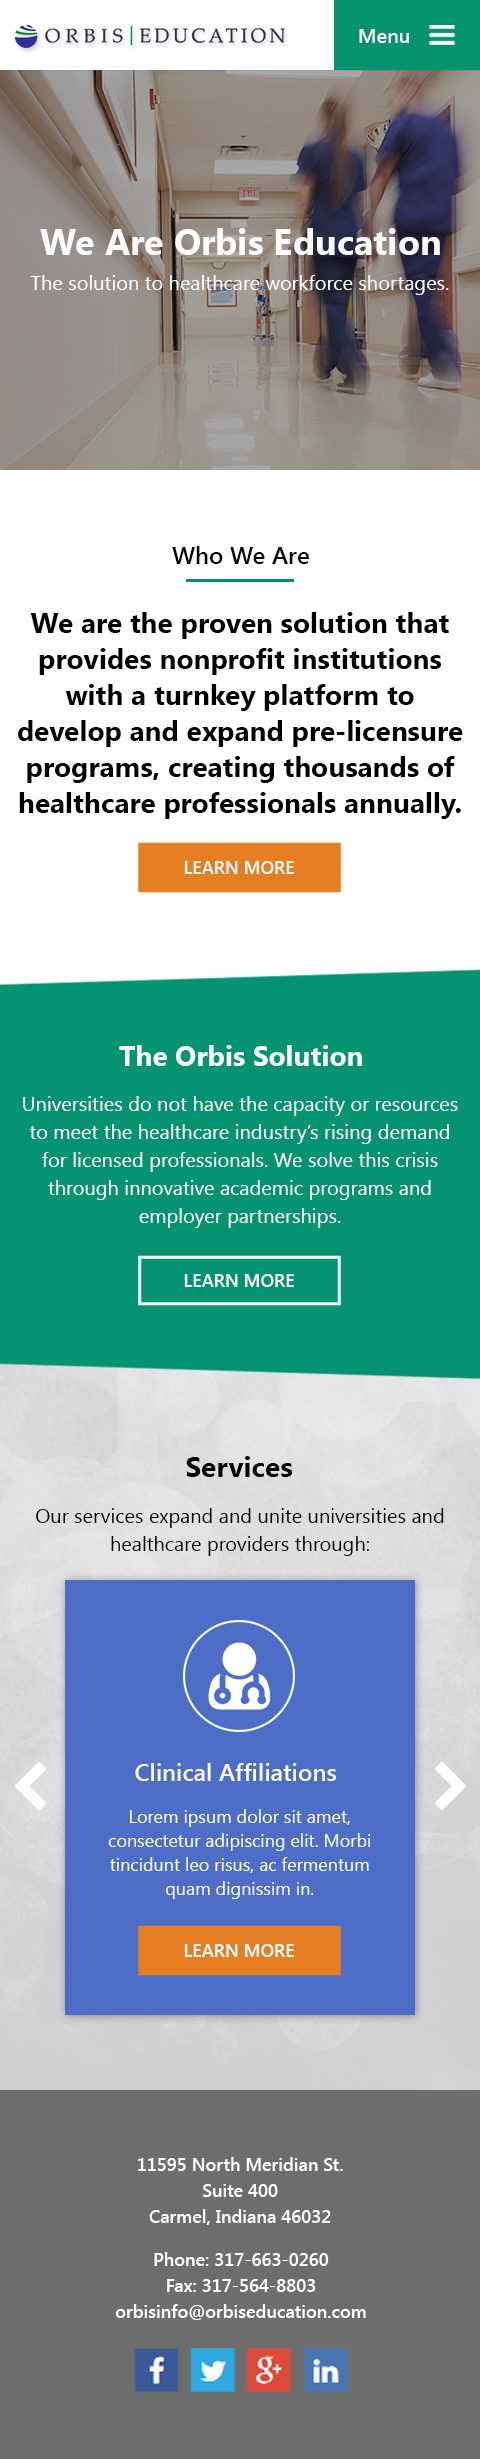 ORBIS|EDUCATION
Menu
EXIT
We Are Orbis Education
The solution to healthcare workforce shortages.
Who We Are
We are the proven solution that
provides nonprofit institutions
with a turnkey platform to
develop and expand pre-licensure
programs, creating thousands of
healthcare professionals annually.
LEARN MORE
The Orbis Solution
Universities do not have the capacity or resources
to meet the healthcare industry's rising demand
for licensed professionals. We solve this crisis
through innovative academic programs and
employer partnerships.
LEARN MORE
Services
Our services expand and unite universities and
healthcare providers through:
Clinical Affiliations
Lorem ipsum dolor sit amet,
consectetur adipiscing elit. Morbi
tincidunt leo risus, ac fermentum
quam dignissim in.
LEARN MORE
11595 North Meridian St.
Suite 400
Carmel, Indiana 46032
Phone: 317-663-0260
Fax: 317-564-8803
orbisinfo@orbiseducation.com
f g+ in